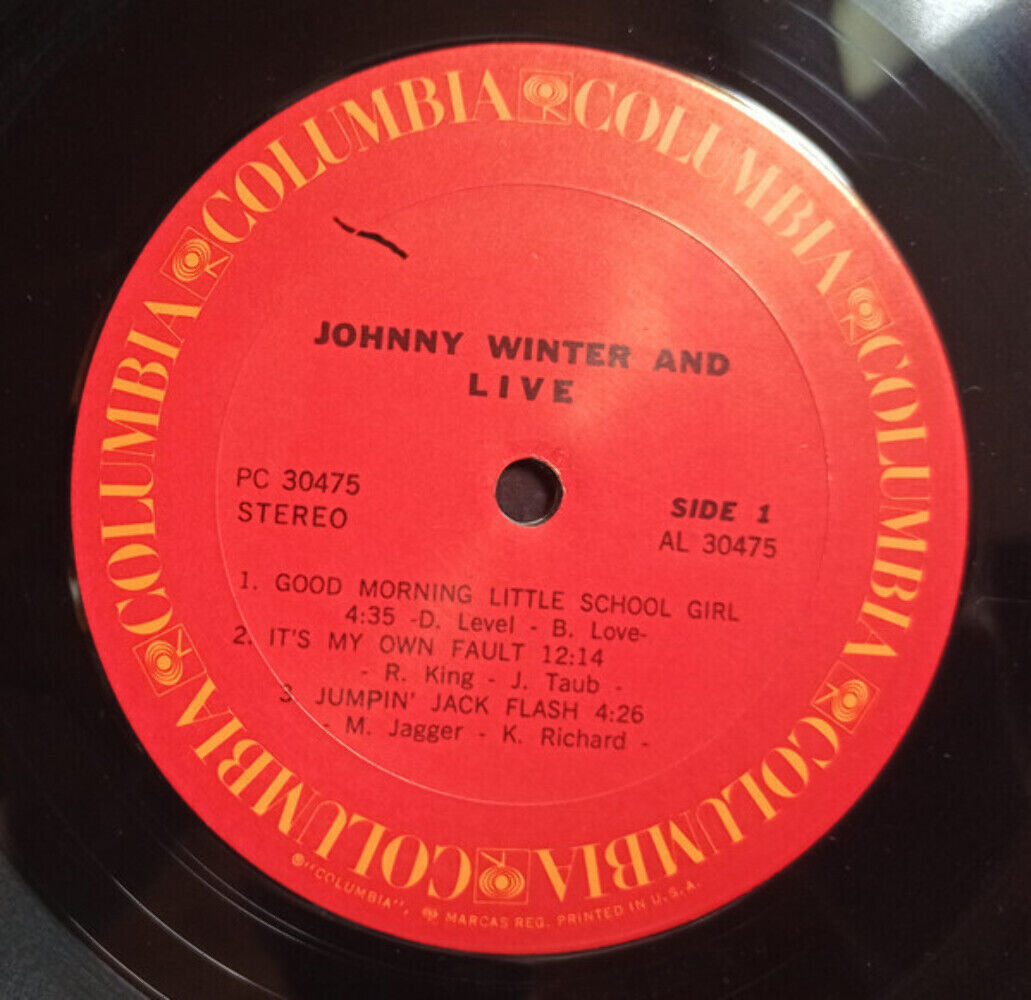 COLUMBIA COLUMBIA COLUMBIA COLUMBIA COLUMBIA COLUMBIA
JOHNNY WINTER AND
LIVE
PC 30475
STEREO
SIDE 1
AL 30475
1. GOOD MORNING LITTLE SCHOOL GIRL
4:35 -D. Level - B. Love-
2. IT'S MY OWN FAULT 12:14
- R. King - J. Taub -
3 JUMPIN' JACK FLASH 4:26
- M. Jagger - K. Richard -
®"COLUMBIA", MARCAS REG. PRINTED IN U.S.A.